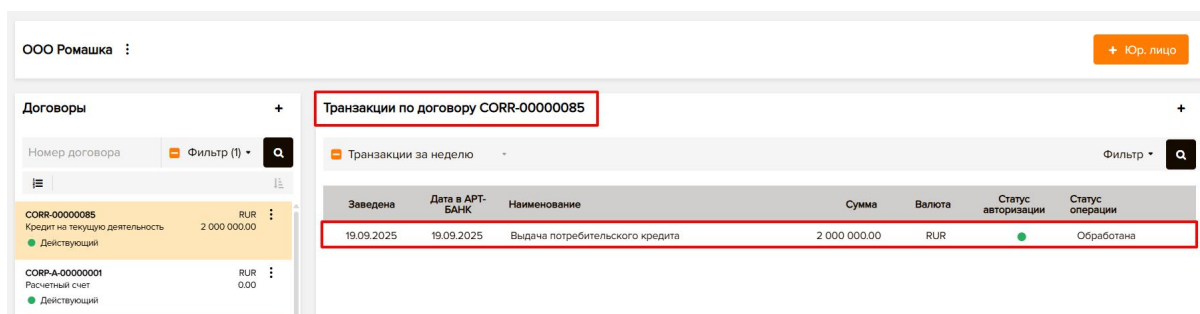 ООО Ромашка
+ Юр. лицо
Договоры +
Номер договора Фильтр (1)
CORR-00000085 RUR
Кредит на текущую деятельность 2 000 000.00
Действующий
CORP-A-00000001 RUR
Расчетный счет 0.00
Действующий
Транзакции по договору CORR-00000085 +
Транзакции за неделю Фильтр
Заведена Дата в АРТ-БАНК Наименование Сумма Валюта Статус авторизации Статус операции
19.09.2025 19.09.2025 Выдача потребительского кредита 2 000 000.00 RUR Обработана